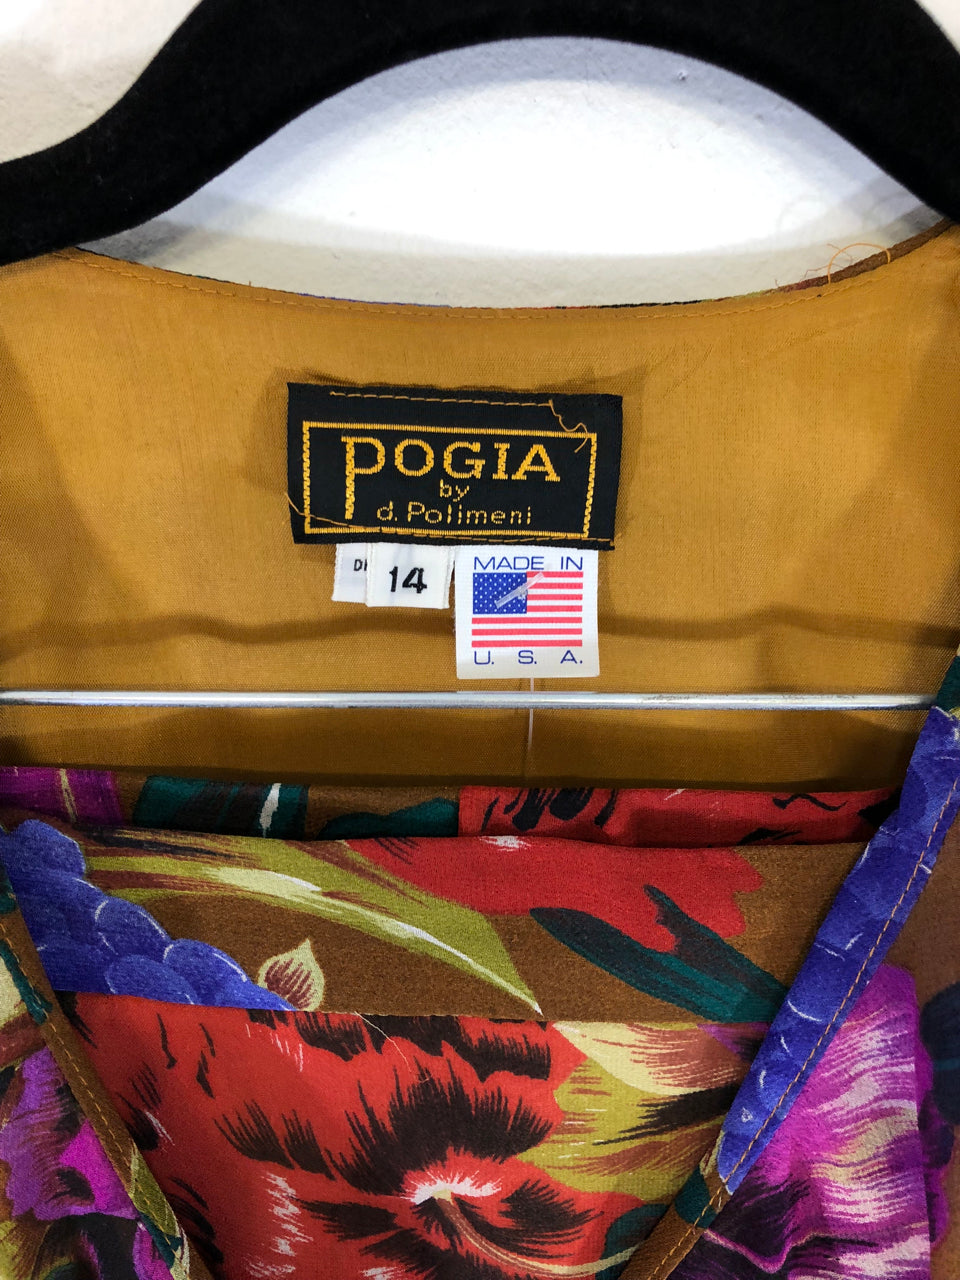 POGIA
by
d. Polimeni
14
MADE IN
U. S. A.